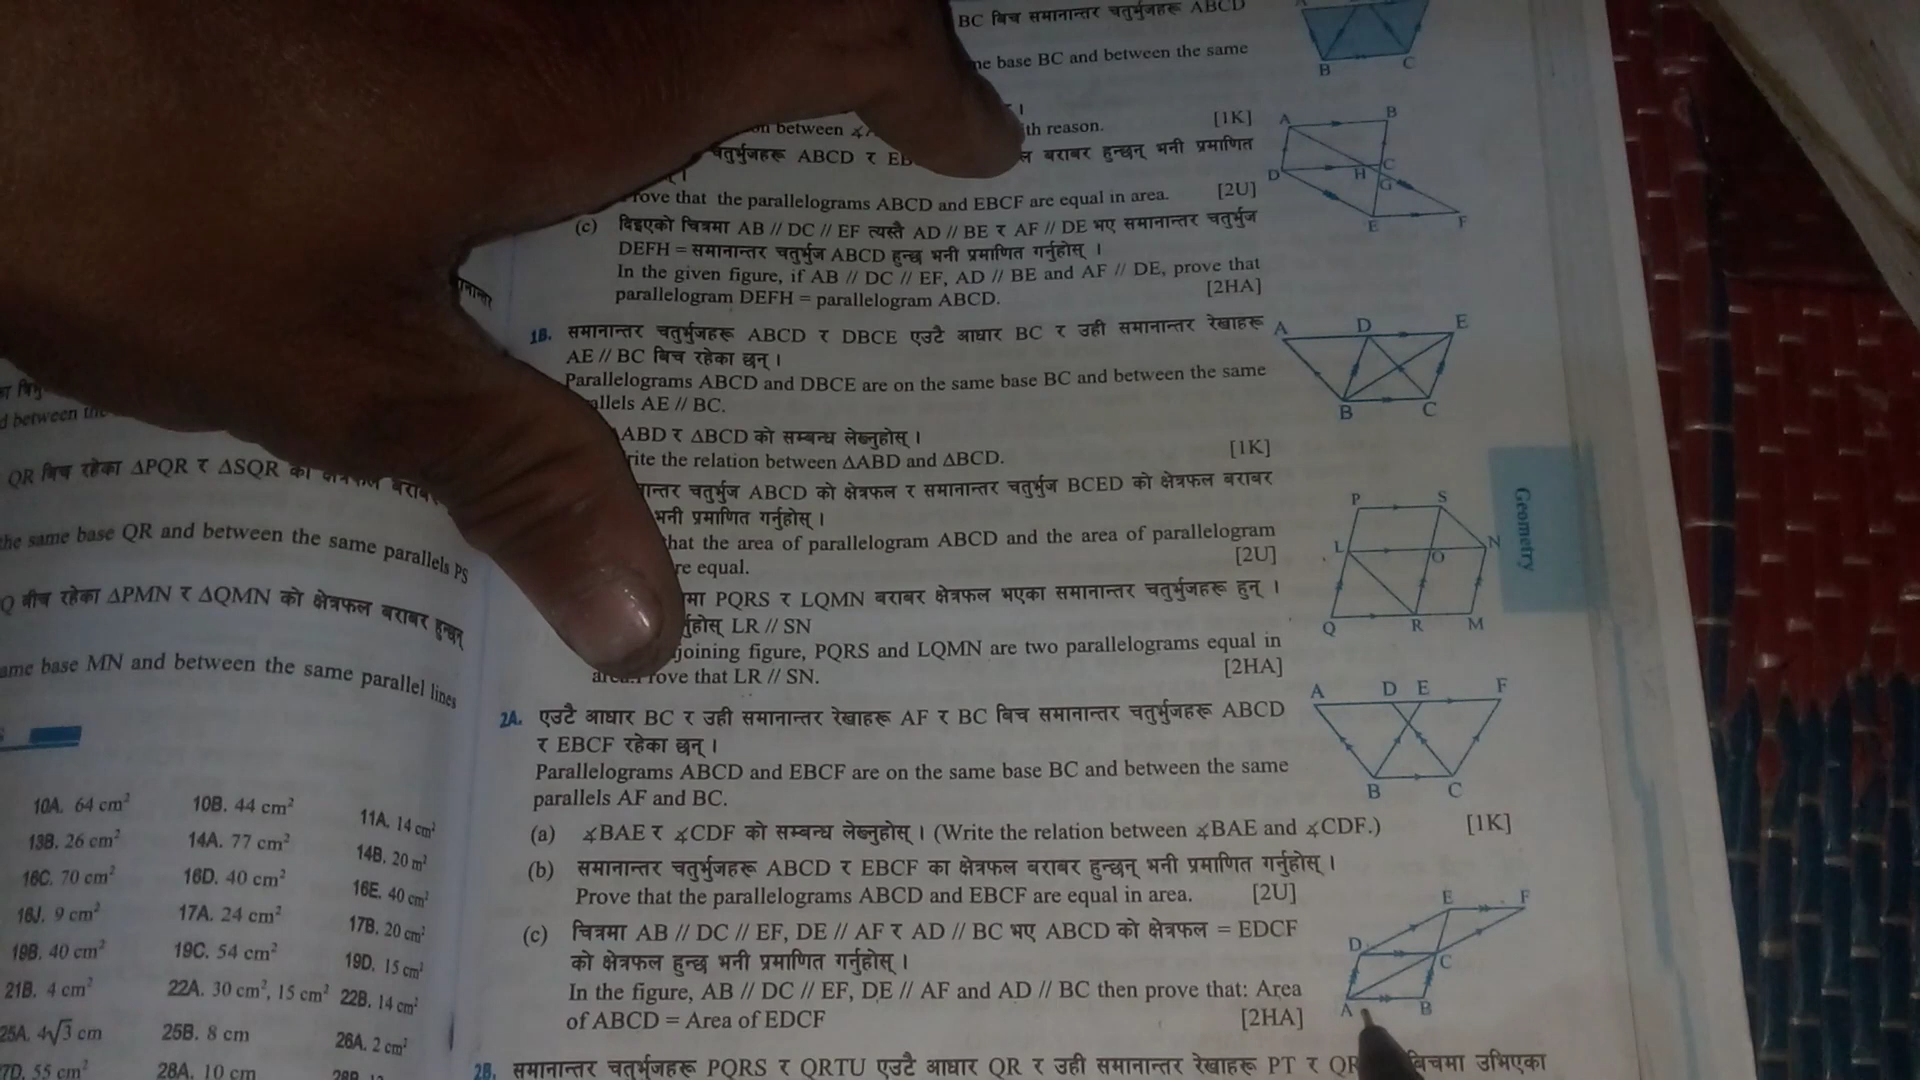 BC बिच समानान्तर चतुर्भुजहरू ABCD
base BC and between the same
between
th reason. [1K]
चतुर्भुजहरू ABCD र बराबर हुन्छन् भनी प्रमाणित
rove that the parallelograms ABCD and EBCF are equal in area. [2U]
(c) दिइएको चित्रमा AB // DC // EF त्यस्तै AD // BE र AF // DE भए समानान्तर चतुर्भुज
DEFH = समानान्तर चतुर्भुज ABCD हुन्छ भनी प्रमाणित गर्नुहोस् ।
In the given figure, if AB // DC // EF, AD // BE and AF // DE, prove that
parallelogram DEFH = parallelogram ABCD. [2HA]
1B. समानान्तर चतुर्भुजहरू ABCD र DBCE एउटै आधार BC र उही समानान्तर रेखाहरू
AE // BC बिच रहेका छन् ।
Parallelograms ABCD and DBCE are on the same base BC and between the same
allels AE // BC.
ABD र ΔBCD को सम्बन्ध लेख्नुहोस् ।
rite the relation between ΔABD and ΔBCD. [1K]
न्तर चतुर्भुज ABCD को क्षेत्रफल र समानान्तर चतुर्भुज BCED को क्षेत्रफल बराबर
भनी प्रमाणित गर्नुहोस् ।
hat the area of parallelogram ABCD and the area of parallelogram
re equal. [2U]
मा PQRS र LQMN बराबर क्षेत्रफल भएका समानान्तर चतुर्भुजहरू हुन् ।
हோस् LR // SN
joining figure, PQRS and LQMN are two parallelograms equal in
rove that LR // SN. [2HA]
2A. एउटै आधार BC र उही समानान्तर रेखाहरू AF र BC बिच समानान्तर चतुर्भुजहरू ABCD
र EBCF रहेका छन् ।
Parallelograms ABCD and EBCF are on the same base BC and between the same
parallels AF and BC.
(a) ∡BAE र ∡CDF को सम्बन्ध लेख्नुहोस् । (Write the relation between ∡BAE and ∡CDF.) [1K]
(b) समानान्तर चतुर्भुजहरू ABCD र EBCF का क्षेत्रफल बराबर हुन्छन् भनी प्रमाणित गर्नुहोस् ।
Prove that the parallelograms ABCD and EBCF are equal in area. [2U]
(c) चित्रमा AB // DC // EF, DE // AF र AD // BC भए ABCD को क्षेत्रफल = EDCF
को क्षेत्रफल हुन्छ भनी प्रमाणित गर्नुहोस् ।
In the figure, AB // DC // EF, DE // AF and AD // BC then prove that: Area
of ABCD = Area of EDCF [2HA]
2B. समानान्तर चतुर्भुजहरू PQRS र QRTU एउटै आधार QR र उही समानान्तर रेखाहरू PT र QR बिचमा उभिएका
B C
A B
D H C
G
E F
A D E
B C
P S
L O N
Q R M
A D E F
B C
E F
D C
A B
Geometry
QR बिच रहेका ΔPQR र ΔSQR को क्षेत्रफल बराबर
the same base QR and between the same parallels PS
Q बीच रहेका ΔPMN र ΔQMN को क्षेत्रफल बराबर हुन्छन्
ame base MN and between the same parallel lines
10A. 64 cm² 10B. 44 cm² 11A. 14 cm²
13B. 26 cm² 14A. 77 cm² 14B. 20 m²
16C. 70 cm² 16D. 40 cm² 16E. 40 cm²
16J. 9 cm² 17A. 24 cm² 17B. 20 cm²
19B. 40 cm² 19C. 54 cm² 19D. 15 cm²
21B. 4 cm² 22A. 30 cm², 15 cm² 22B. 14 cm²
25A. 4√3 cm 25B. 8 cm 26A. 2 cm²
7D. 55 cm² 28A. 10 cm